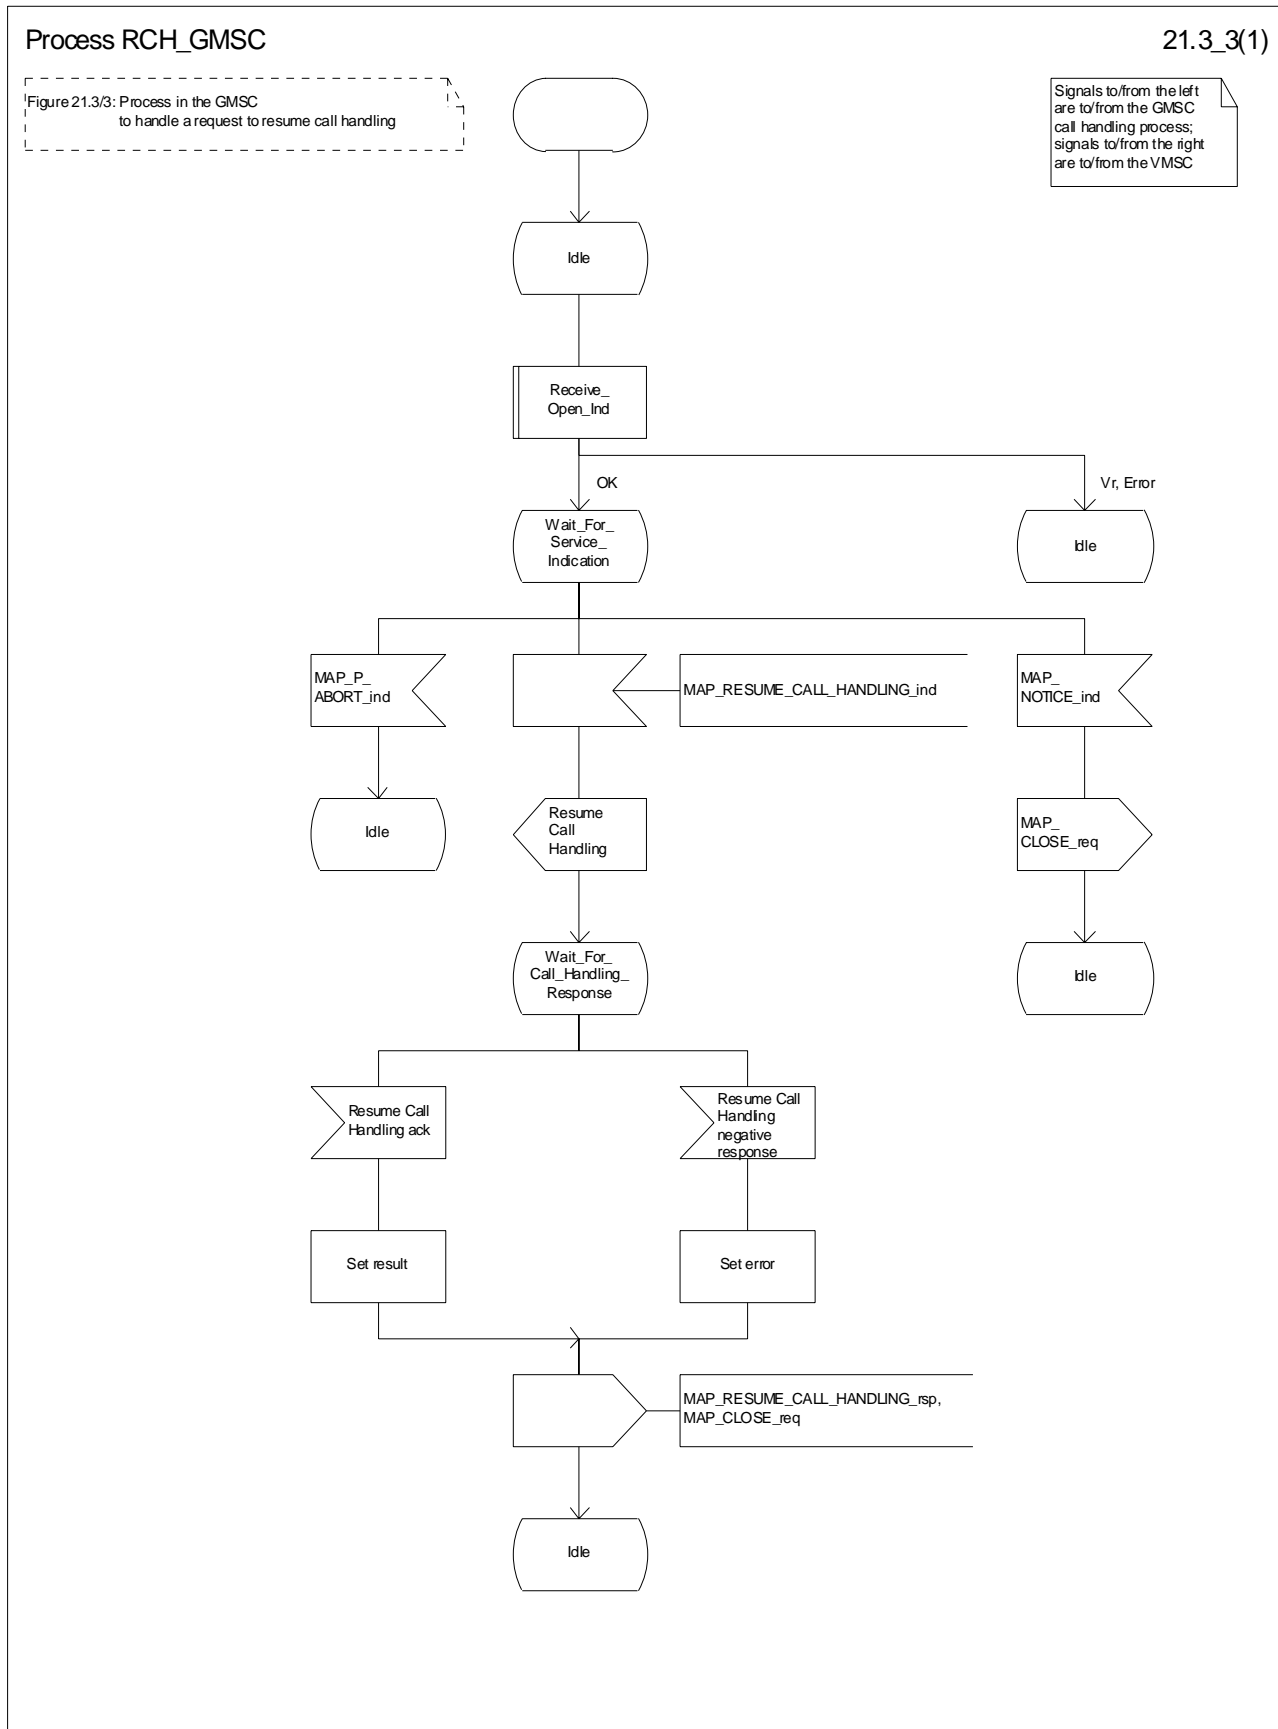 Process RCH_GMSC
21.3_3(1)
Figure 21.3/3: Process in the GMSC
to handle a request to resume call handling
Signals to/from the left
are to/from the GMSC
call handling process;
signals to/from the right
are to/from the VMSC
Idle
Receive_
Open_Ind
OK
Vr, Error
Wait_For_
Service_
Indication
Idle
MAP_P_
ABORT_ind
MAP_RESUME_CALL_HANDLING_ind
MAP_
NOTICE_ind
Idle
Resume
Call
Handling
MAP_
CLOSE_req
Wait_For_
Call_Handling_
Response
Idle
Resume Call
Handling ack
Resume Call
Handling
negative
response
Set result
Set error
MAP_RESUME_CALL_HANDLING_rsp,
MAP_CLOSE_req
Idle